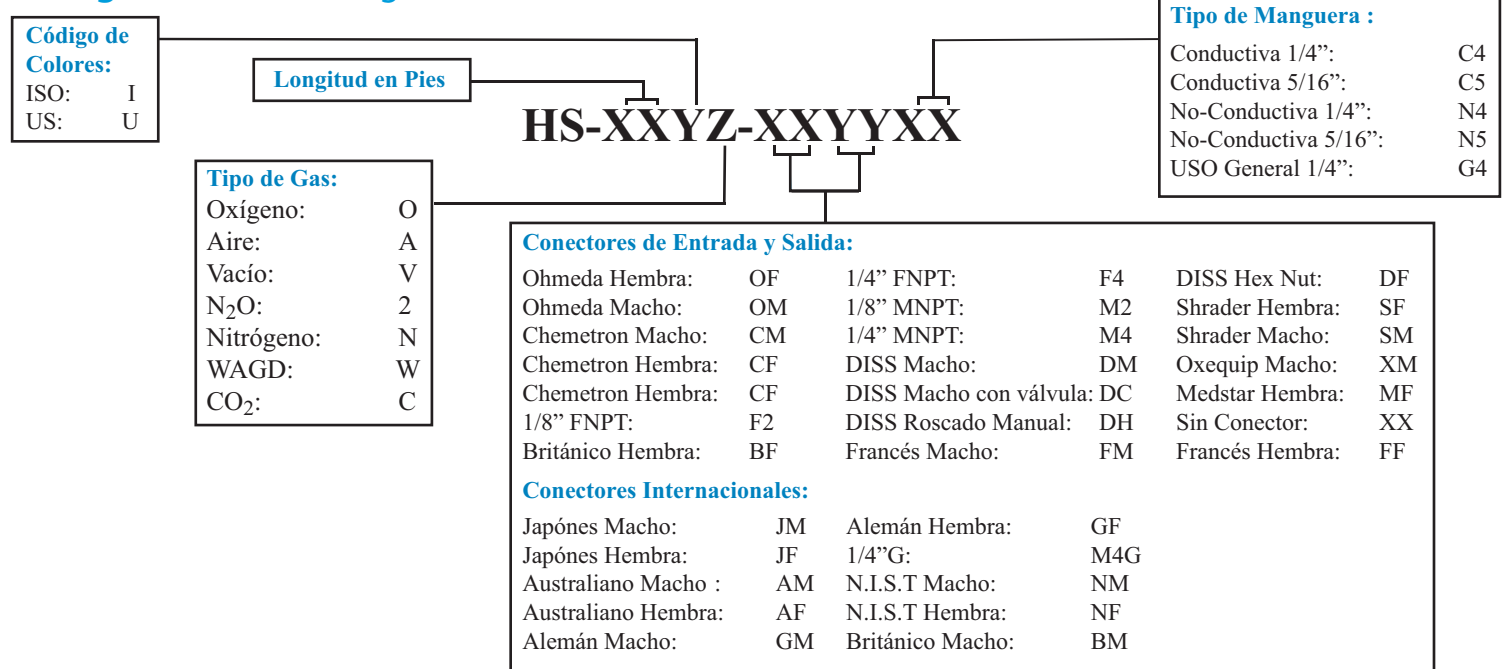 Código de
Colores:
ISO: I
US: U
Longitud en Pies
HS-XXYZ-XXYYXX
Tipo de Manguera :
Conductiva 1/4”: C4
Conductiva 5/16”: C5
No-Conductiva 1/4”: N4
No-Conductiva 5/16”: N5
USO General 1/4”: G4
Tipo de Gas:
Oxígeno: O
Aire: A
Vacío: V
N₂O: 2
Nitrógeno: N
WAGD: W
CO₂: C
Conectores de Entrada y Salida:
Ohmeda Hembra: OF 1/4” FNPT: F4 DISS Hex Nut: DF
Ohmeda Macho: OM 1/8” MNPT: M2 Shrader Hembra: SF
Chemetron Macho: CM 1/4” MNPT: M4 Shrader Macho: SM
Chemetron Hembra: CF DISS Macho: DM Oxequip Macho: XM
Chemetron Hembra: CF DISS Macho con válvula: DC Medstar Hembra: MF
1/8” FNPT: F2 DISS Roscado Manual: DH Sin Conector: XX
Británico Hembra: BF Francés Macho: FM Francés Hembra: FF
Conectores Internacionales:
Japónes Macho: JM Alemán Hembra: GF
Japónes Hembra: JF 1/4”G: M4G
Australiano Macho : AM N.I.S.T Macho: NM
Australiano Hembra: AF N.I.S.T Hembra: NF
Alemán Macho: GM Británico Macho: BM